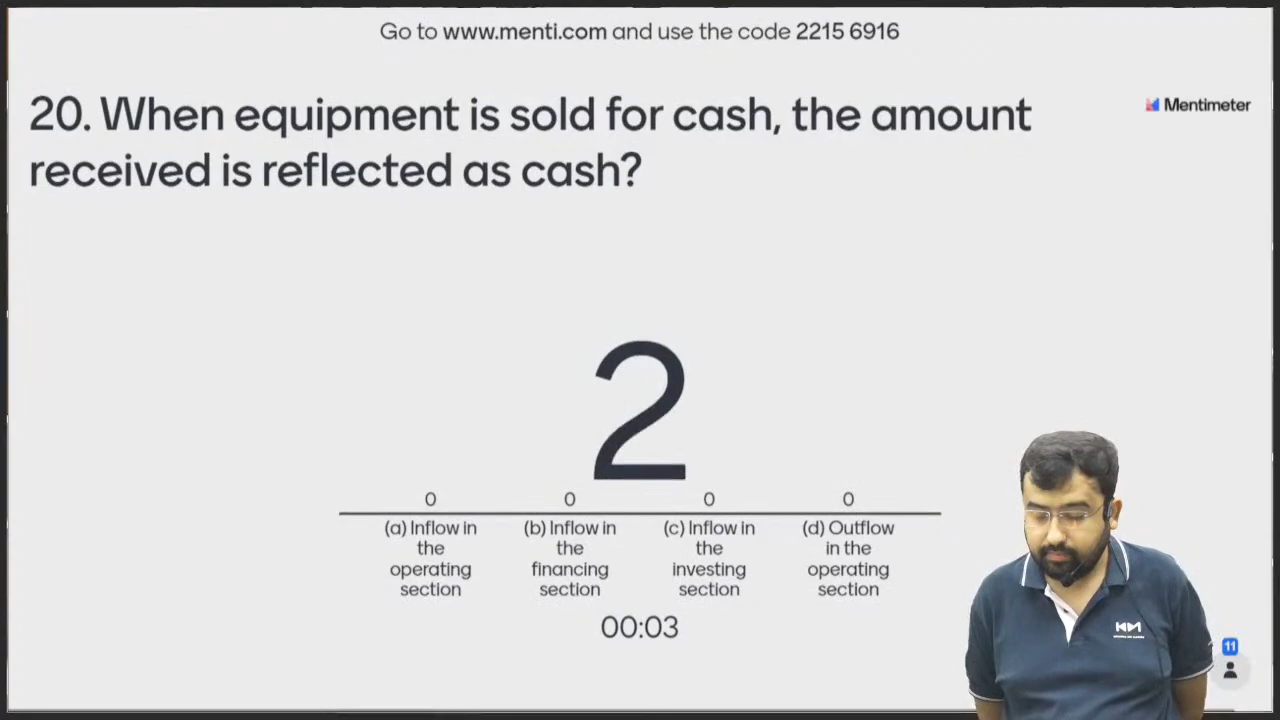 Go to www.menti.com and use the code 2215 6916
20. When equipment is sold for cash, the amount
received is reflected as cash?
Mentimeter
2
0
0
0
0
(a) Inflow in
the
operating
section
(b) Inflow in
the
financing
section
(c) Inflow in
the
investing
section
(d) Outflow
in the
operating
section
00:03
11